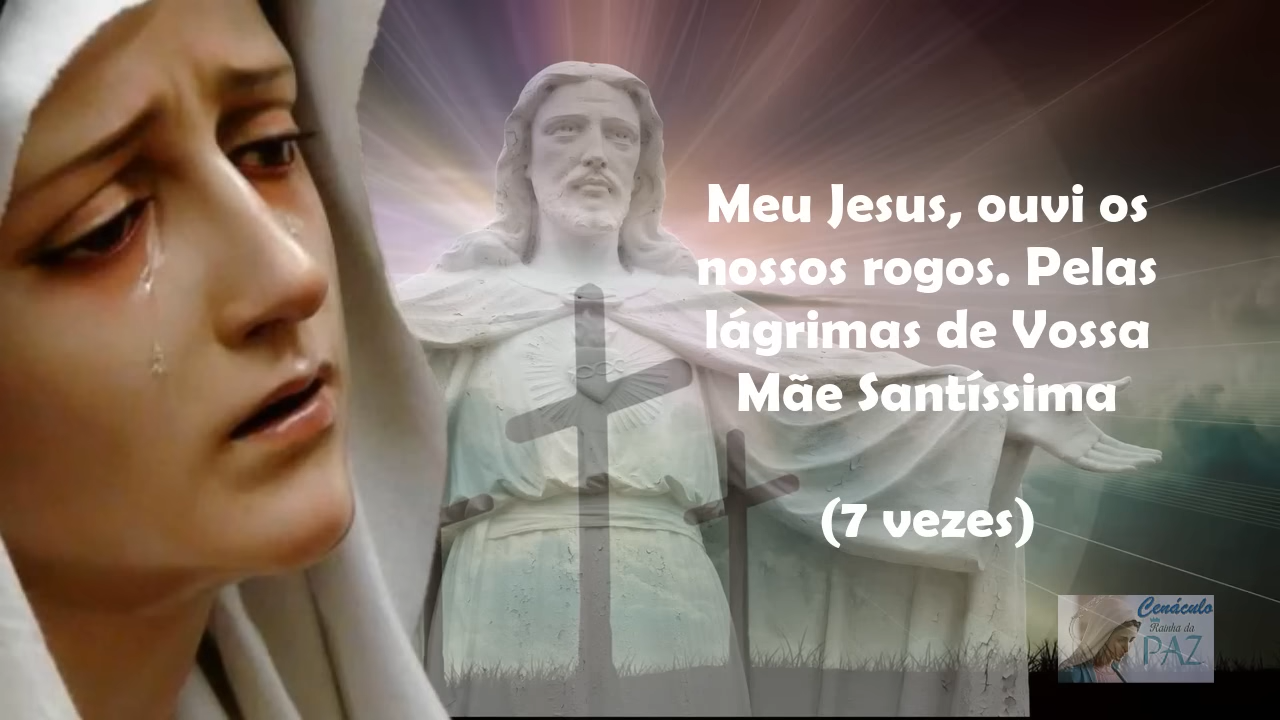 Meu Jesus, ouvi os
nossos rogos. Pelas
lágrimas de Vossa
Mãe Santíssima
(7 vezes)
Cenáculo
Rainha da
PAZ